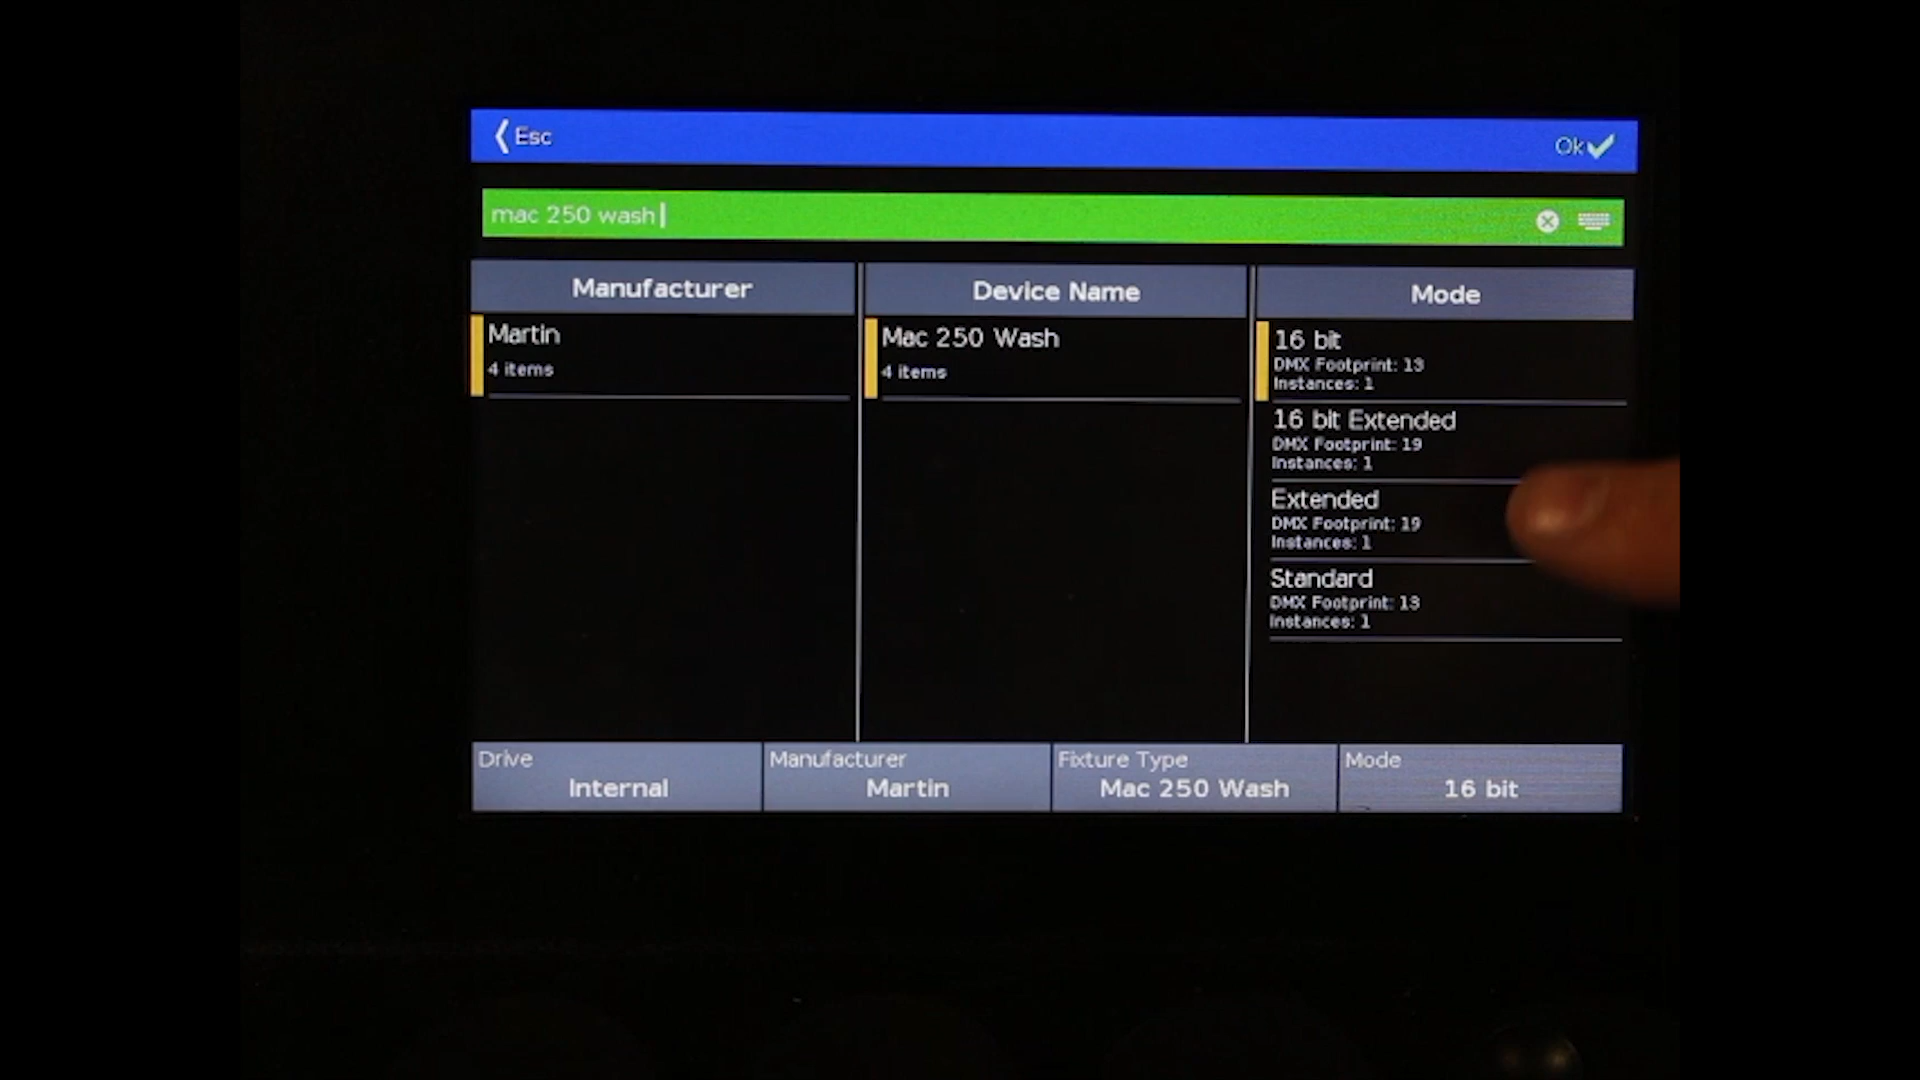 Esc
Ok
mac 250 wash
Manufacturer
Device Name
Mode
Martin
4 items
Mac 250 Wash
4 items
16 bit
DMX Footprint: 13
Instances: 1
16 bit Extended
DMX Footprint: 19
Instances: 1
Extended
DMX Footprint: 19
Instances: 1
Standard
DMX Footprint: 13
Instances: 1
Drive
Internal
Manufacturer
Martin
Fixture Type
Mac 250 Wash
Mode
16 bit